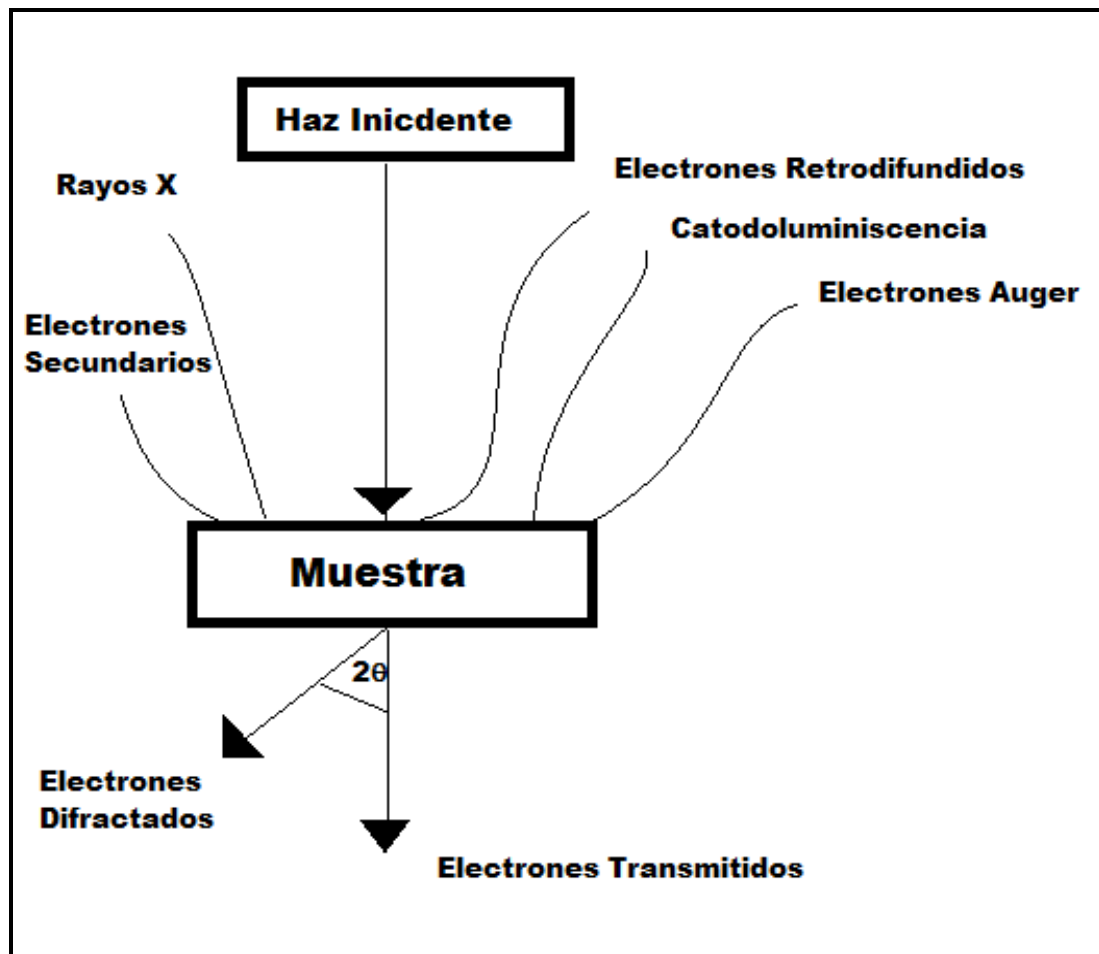 Haz Inicdente
Electrones Retrodifundidos
Rayos X
Catodoluminiscencia
Electrones Auger
Electrones
Secundarios
Muestra
2θ
Electrones
Difractados
Electrones Transmitidos